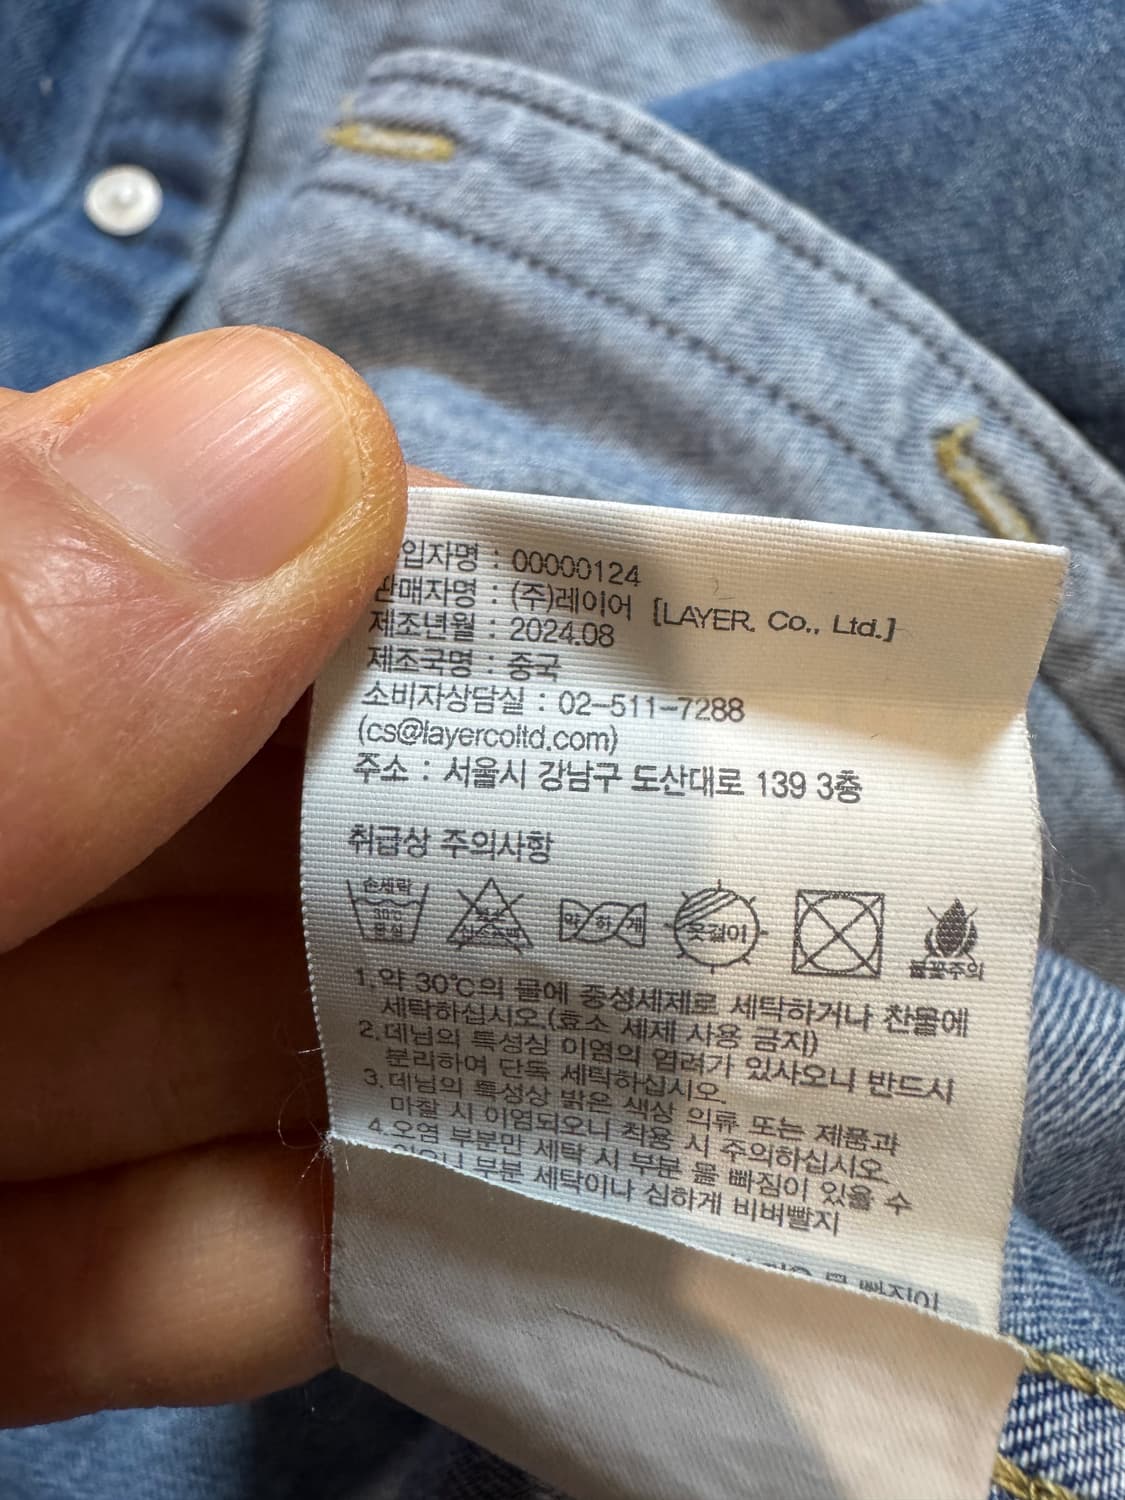 입자명 : 00000124
판매자명 : (주)레이어 [LAYER. Co., Ltd.]
제조년월 : 2024.08
제조국명 : 중국
소비자상담실 : 02-511-7288
(cs@layercoltd.com)
주소 : 서울시 강남구 도산대로 139 3층
취급상 주의사항
손세탁
30℃
중성
약하게
옷걸이
불꽃주의
1. 약 30℃의 물에 중성세제로 세탁하거나 찬물에
세탁하십시오.(효소 세제 사용 금지)
2. 데님의 특성상 이염의 염려가 있사오니 반드시
분리하여 단독 세탁하십시오.
3. 데님의 특성상 밝은 색상 의류 또는 제품과
마찰 시 이염되오니 착용 시 주의하십시오.
4. 오염 부분만 세탁 시 부분 물 빠짐이 있을 수
부분 세탁이나 심하게 비벼빨지